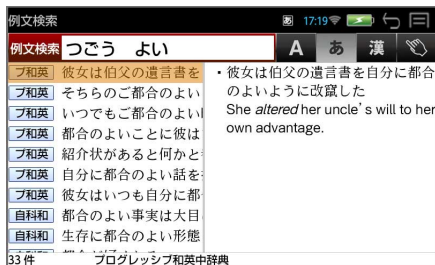 例文検索
あ 17:19
例文検索 つごう よい A あ 漢
プ和英 彼女は伯父の遺言書を
プ和英 そちらのご都合のよい
プ和英 いつでもご都合のよい
プ和英 都合のよいことに彼は
プ和英 紹介状があると何かと
プ和英 自分に都合のよい話を
プ和英 彼女はいつも自分に都
自科和 都合のよい事実は大目
自科和 生存に都合のよい形態
・彼女は伯父の遺言書を自分に都合
のよいように改竄した
She altered her uncle's will to her
own advantage.
33件 プログレッシブ和英中辞典